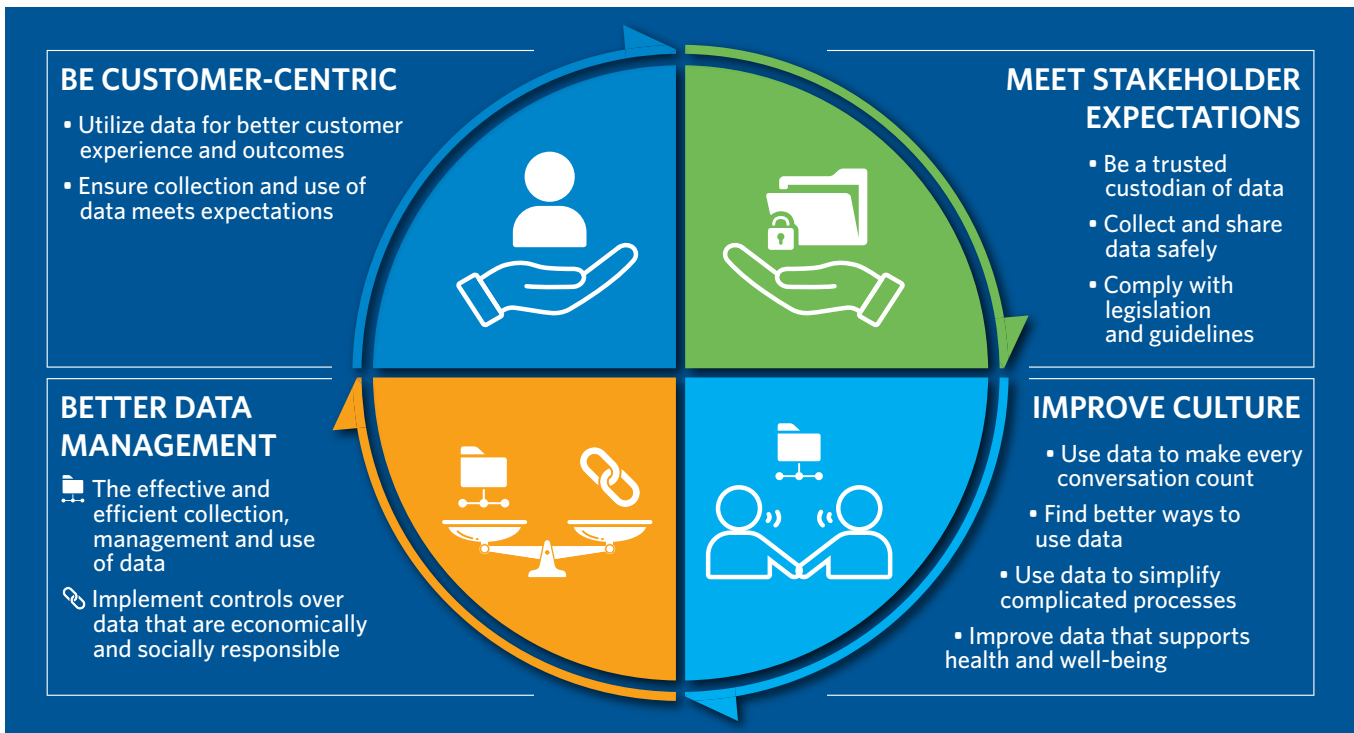 BE CUSTOMER-CENTRIC
▪ Utilize data for better customer
experience and outcomes
▪ Ensure collection and use of
data meets expectations
MEET STAKEHOLDER
EXPECTATIONS
▪ Be a trusted
custodian of data
▪ Collect and share
data safely
▪ Comply with
legislation
and guidelines
BETTER DATA
MANAGEMENT
The effective and
efficient collection,
management and use
of data
Implement controls over
data that are economically
and socially responsible
IMPROVE CULTURE
▪ Use data to make every
conversation count
▪ Find better ways to
use data
▪ Use data to simplify
complicated processes
▪ Improve data that supports
health and well-being